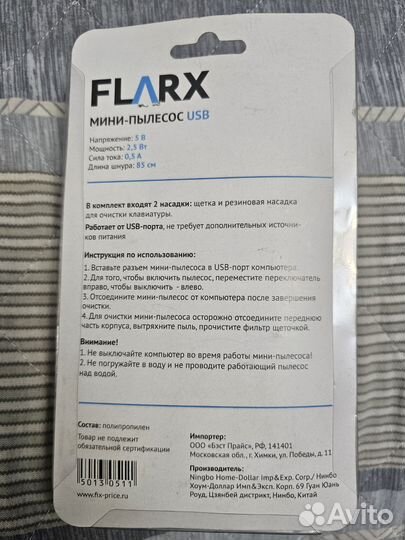 FLARX
МИНИ-ПЫЛЕСОС USB
Напряжение: 5 В
Мощность: 2,5 Вт
Сила тока: 0,5 А
Длина шнура: 85 см
В комплект входят 2 насадки: щетка и резиновая насадка
для очистки клавиатуры.
Работает от USB-порта, не требует дополнительных источни-
ков питания
Инструкция по использованию:
1. Вставьте разъем мини-пылесоса в USB-порт компьютера.
2. Для того, чтобы включить пылесос, переместите переключатель
вправо, чтобы выключить - влево.
3. Отсоедините мини-пылесос от компьютера после завершения
очистки.
4. Для очистки мини-пылесоса осторожно отсоедините переднюю
часть корпуса, вытряхните пыль, прочистите фильтр щеточкой.
Внимание!
1. Не выключайте компьютер во время работы мини-пылесоса!
2. Не погружайте в воду и не проводите работающий пылесос
над водой.
Состав: полипропилен
Товар не подлежит
обязательной сертификации
5013 0511
www.fix-price.ru
Импортер:
ООО «Бэст Прайс», РФ, 141401
Московская обл., г. Химки, ул. Победы, д. 11
Производитель:
Ningbo Home-Dollar Imp&Exp. Corp./ Нинбо
Хоум-Доллар Имп&Эксп. Корп. 69 Гуан Юань
Роуд, Цзянбей дистрикт, Нинбо, Китай
Avito